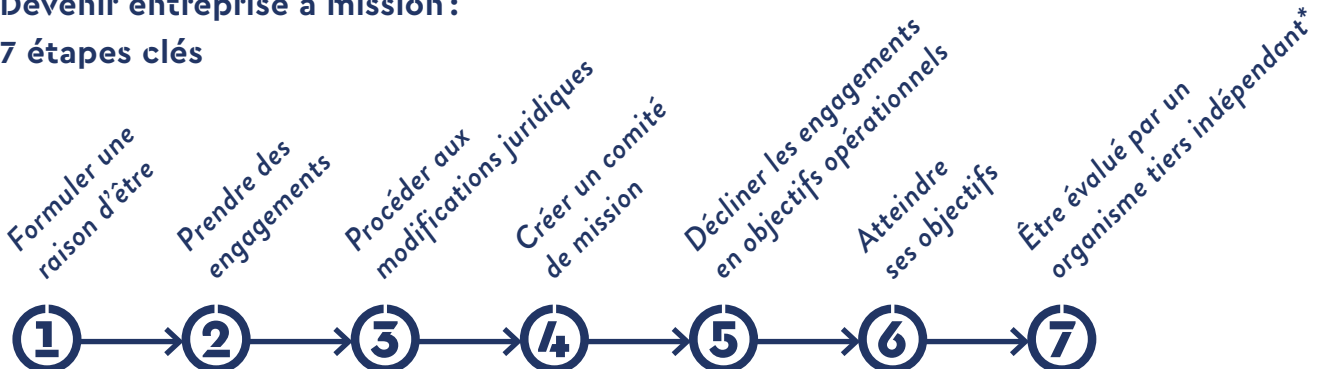 Devenir entreprise à mission :
7 étapes clés
Formuler une
raison d'être
Prendre des
engagements
Procéder aux
modifications juridiques
Créer un comité
de mission
Décliner les engagements
en objectifs opérationnels
Atteindre
ses objectifs
Être évalué par un
organisme tiers indépendant*
1
2
3
4
5
6
7